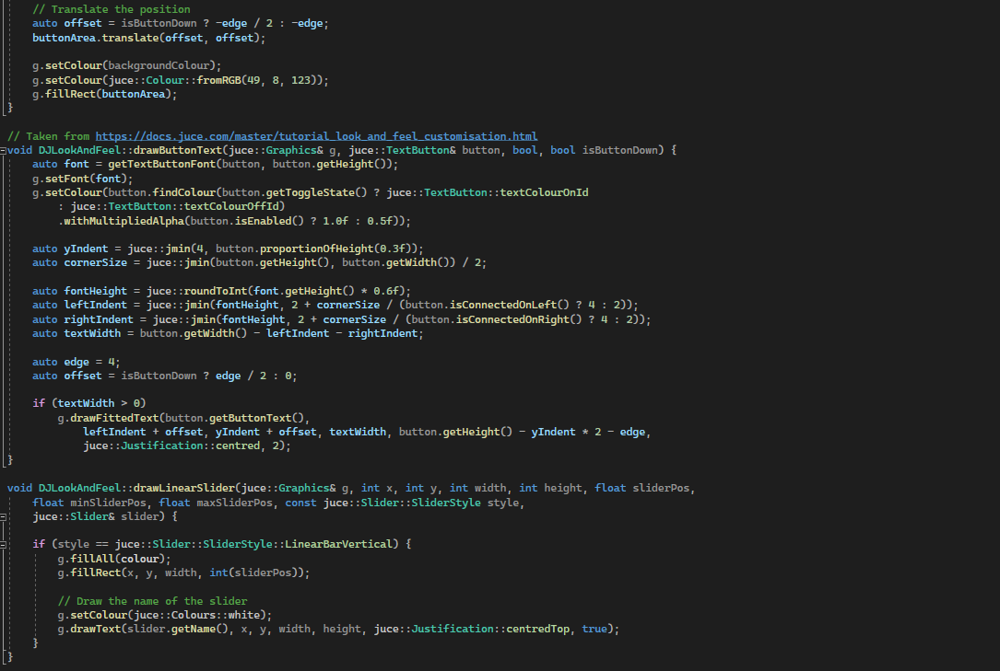 // Translate the position
auto offset = isButtonDown ? -edge / 2 : -edge;
buttonArea.translate(offset, offset);
g.setColour(backgroundColour);
g.setColour(juce::Colour::fromRGB(49, 8, 123));
g.fillRect(buttonArea);
}
// Taken from https://docs.juce.com/master/tutorial_look_and_feel_customisation.html
void DJLookAndFeel::drawButtonText(juce::Graphics& g, juce::TextButton& button, bool, bool isButtonDown) {
auto font = getTextButtonFont(button, button.getHeight());
g.setFont(font);
g.setColour(button.findColour(button.getToggleState() ? juce::TextButton::textColourOnId
: juce::TextButton::textColourOffId)
.withMultipliedAlpha(button.isEnabled() ? 1.0f : 0.5f));
auto yIndent = juce::jmin(4, button.proportionOfHeight(0.3f));
auto cornerSize = juce::jmin(button.getHeight(), button.getWidth()) / 2;
auto fontHeight = juce::roundToInt(font.getHeight() * 0.6f);
auto leftIndent = juce::jmin(fontHeight, 2 + cornerSize / (button.isConnectedOnLeft() ? 4 : 2));
auto rightIndent = juce::jmin(fontHeight, 2 + cornerSize / (button.isConnectedOnRight() ? 4 : 2));
auto textWidth = button.getWidth() - leftIndent - rightIndent;
auto edge = 4;
auto offset = isButtonDown ? edge / 2 : 0;
if (textWidth > 0)
g.drawFittedText(button.getButtonText(),
leftIndent + offset, yIndent + offset, textWidth, button.getHeight() - yIndent * 2 - edge,
juce::Justification::centred, 2);
}
void DJLookAndFeel::drawLinearSlider(juce::Graphics& g, int x, int y, int width, int height, float sliderPos,
float minSliderPos, float maxSliderPos, const juce::Slider::SliderStyle style,
juce::Slider& slider) {
if (style == juce::Slider::SliderStyle::LinearBarVertical) {
g.fillAll(colour);
g.fillRect(x, y, width, int(sliderPos));
// Draw the name of the slider
g.setColour(juce::Colours::white);
g.drawText(slider.getName(), x, y, width, height, juce::Justification::centredTop, true);
}
}